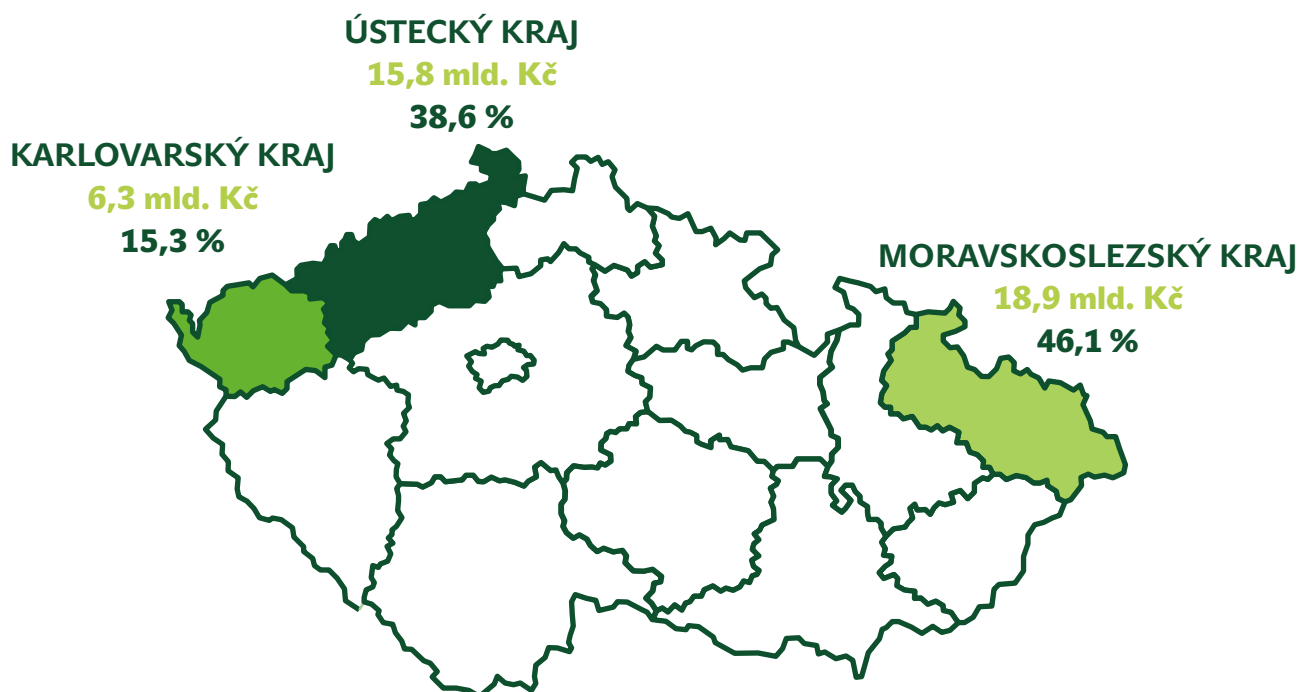 ÚSTECKÝ KRAJ
15,8 mld. Kč
38,6 %
KARLOVARSKÝ KRAJ
6,3 mld. Kč
15,3 %
MORAVSKOSLEZSKÝ KRAJ
18,9 mld. Kč
46,1 %